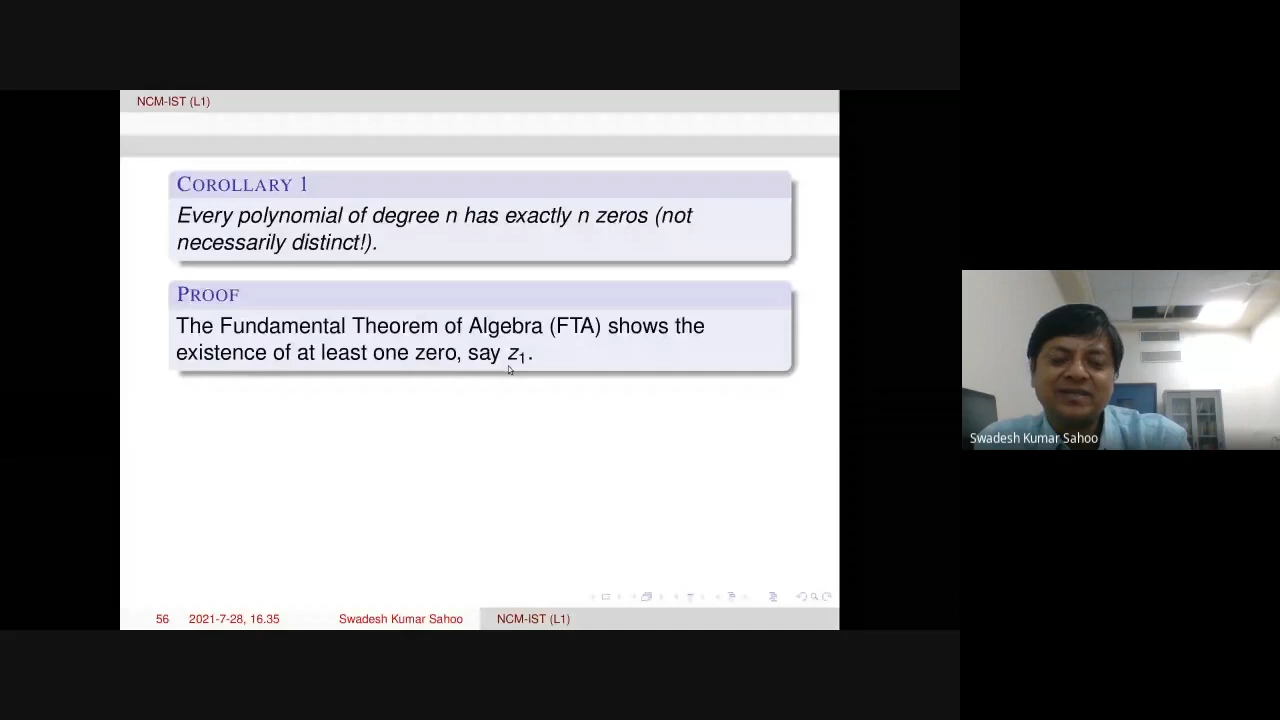 NCM-IST (L1)
COROLLARY 1
Every polynomial of degree n has exactly n zeros (not
necessarily distinct!).
PROOF
The Fundamental Theorem of Algebra (FTA) shows the
existence of at least one zero, say z₁.
Swadesh Kumar Sahoo
56 2021-7-28, 16.35 Swadesh Kumar Sahoo NCM-IST (L1)